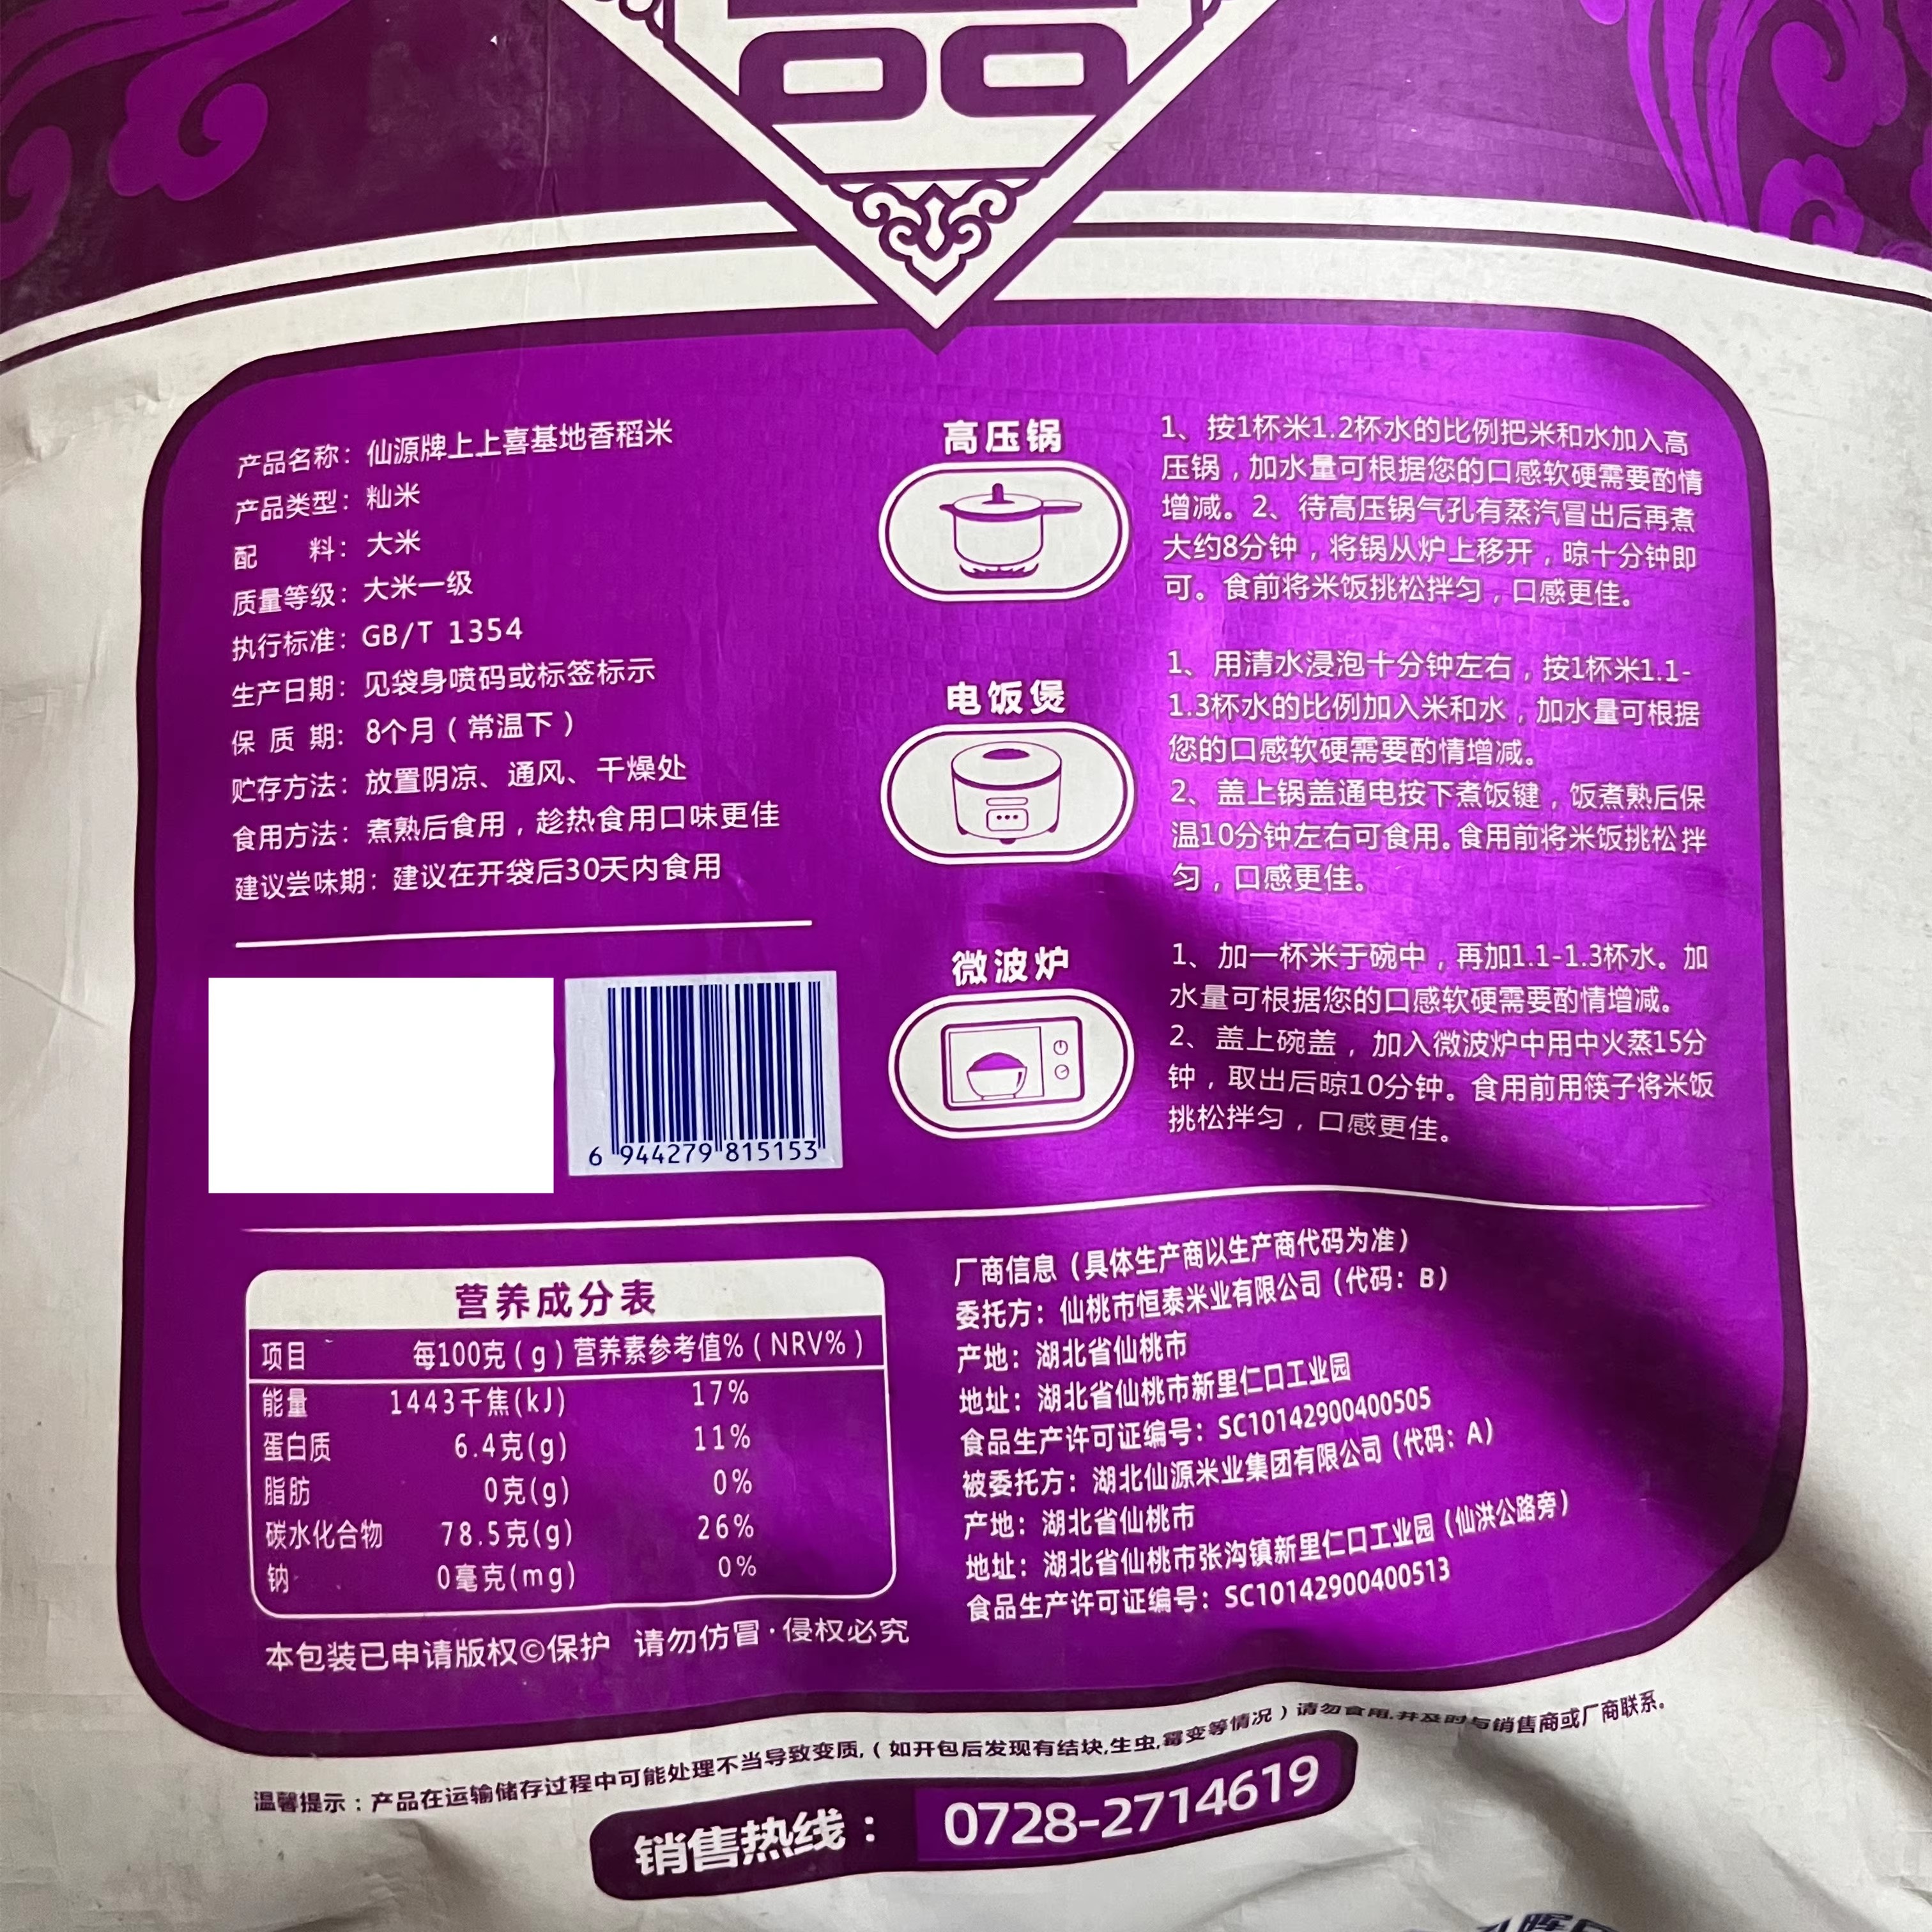 产品名称：仙源牌上上喜基地香稻米
产品类型：籼米
配　　料：大米
质量等级：大米一级
执行标准：GB/T 1354
生产日期：见袋身喷码或标签标示
保 质 期：8个月（常温下）
贮存方法：放置阴凉、通风、干燥处
食用方法：煮熟后食用，趁热食用口味更佳
建议尝味期：建议在开袋后30天内食用
6 944279 815153
高压锅
1、按1杯米1.2杯水的比例把米和水加入高
压锅，加水量可根据您的口感软硬需要酌情
增减。2、待高压锅气孔有蒸汽冒出后再煮
大约8分钟，将锅从炉上移开，晾十分钟即
可。食前将米饭挑松拌匀，口感更佳。
电饭煲
1、用清水浸泡十分钟左右，按1杯米1.1-
1.3杯水的比例加入米和水，加水量可根据
您的口感软硬需要酌情增减。
2、盖上锅盖通电按下煮饭键，饭煮熟后保
温10分钟左右可食用。食用前将米饭挑松拌
匀，口感更佳。
微波炉
1、加一杯米于碗中，再加1.1-1.3杯水。加
水量可根据您的口感软硬需要酌情增减。
2、盖上碗盖，加入微波炉中用中火蒸15分
钟，取出后晾10分钟。食用前用筷子将米饭
挑松拌匀，口感更佳。
营养成分表
项目 每100克(g) 营养素参考值%(NRV%)
能量 1443千焦(kJ) 17%
蛋白质 6.4克(g) 11%
脂肪 0克(g) 0%
碳水化合物 78.5克(g) 26%
钠 0毫克(mg) 0%
本包装已申请版权©保护 请勿仿冒·侵权必究
厂商信息（具体生产商以生产商代码为准）
委托方：仙桃市恒泰米业有限公司（代码：B）
产地：湖北省仙桃市
地址：湖北省仙桃市新里仁口工业园
食品生产许可证编号：SC10142900400505
被委托方：湖北仙源米业集团有限公司（代码：A）
产地：湖北省仙桃市
地址：湖北省仙桃市张沟镇新里仁口工业园（仙洪公路旁）
食品生产许可证编号：SC10142900400513
温馨提示：产品在运输储存过程中可能处理不当导致变质,（如开包后发现有结块,生虫,霉变等情况）请勿食用,并及时与销售商或厂商联系。
销售热线：0728-2714619